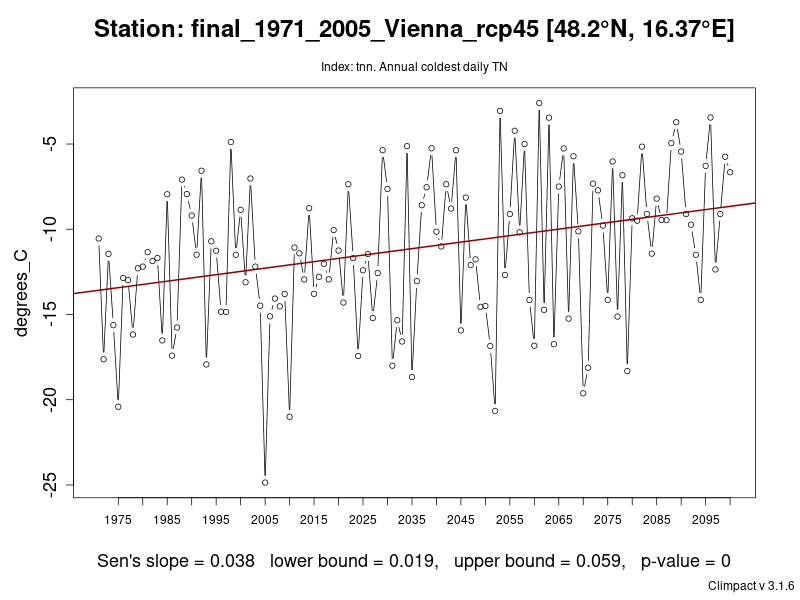 Station: final_1971_2005_Vienna_rcp45 [48.2°N, 16.37°E]
Index: tnn. Annual coldest daily TN
degrees_C
-5
-10
-15
-20
-25
1975 1985 1995 2005 2015 2025 2035 2045 2055 2065 2075 2085 2095
Sen's slope = 0.038 lower bound = 0.019, upper bound = 0.059, p-value = 0
Climpact v 3.1.6